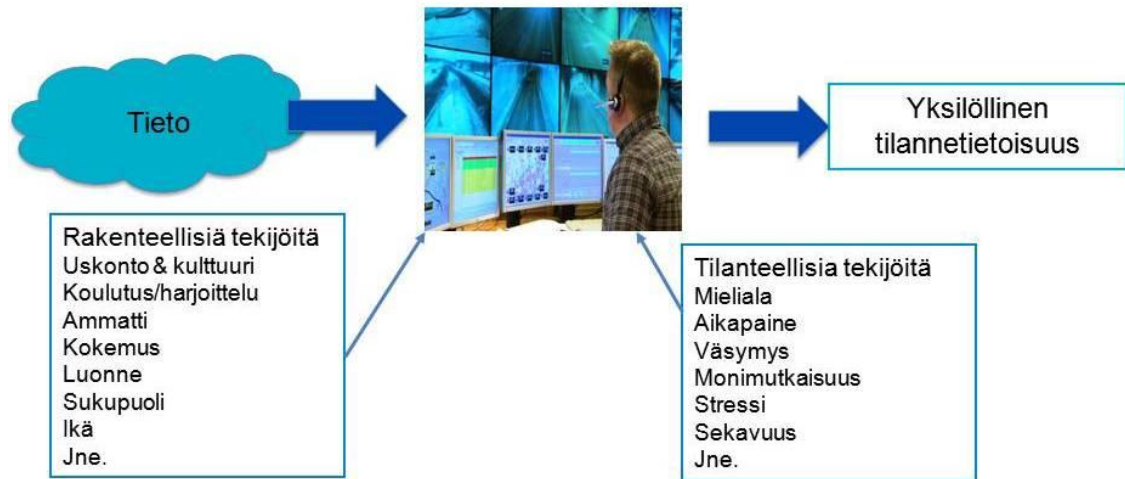 Tieto
Yksilöllinen
tilannetietoisuus
Rakenteellisiä tekijöitä
Uskonto & kulttuuri
Koulutus/harjoittelu
Ammatti
Kokemus
Luonne
Sukupuoli
Ikä
Jne.
Tilanteellisia tekijöitä
Mieliala
Aikapaine
Väsymys
Monimutkaisuus
Stressi
Sekavuus
Jne.